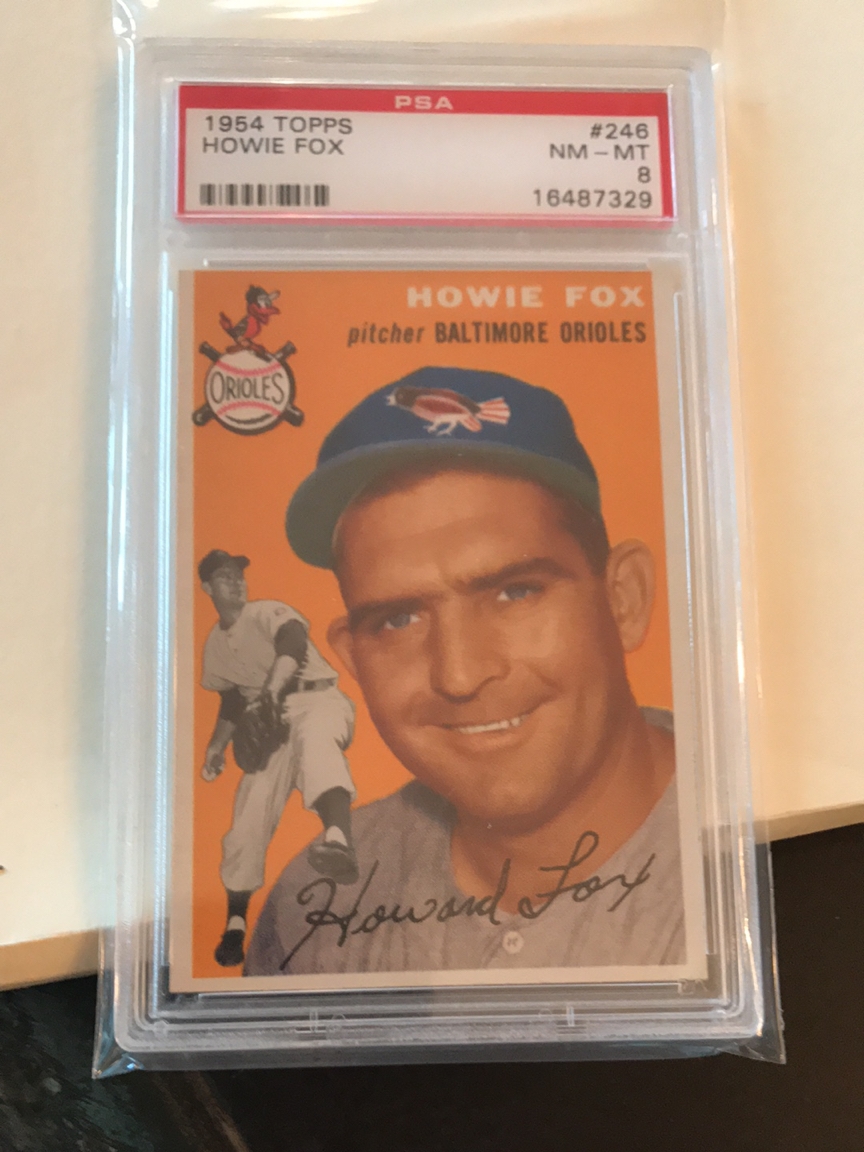 PSA
1954 TOPPS #246
HOWIE FOX NM - MT
8
16487329
HOWIE FOX
pitcher BALTIMORE ORIOLES
ORIOLES
Howard Fox